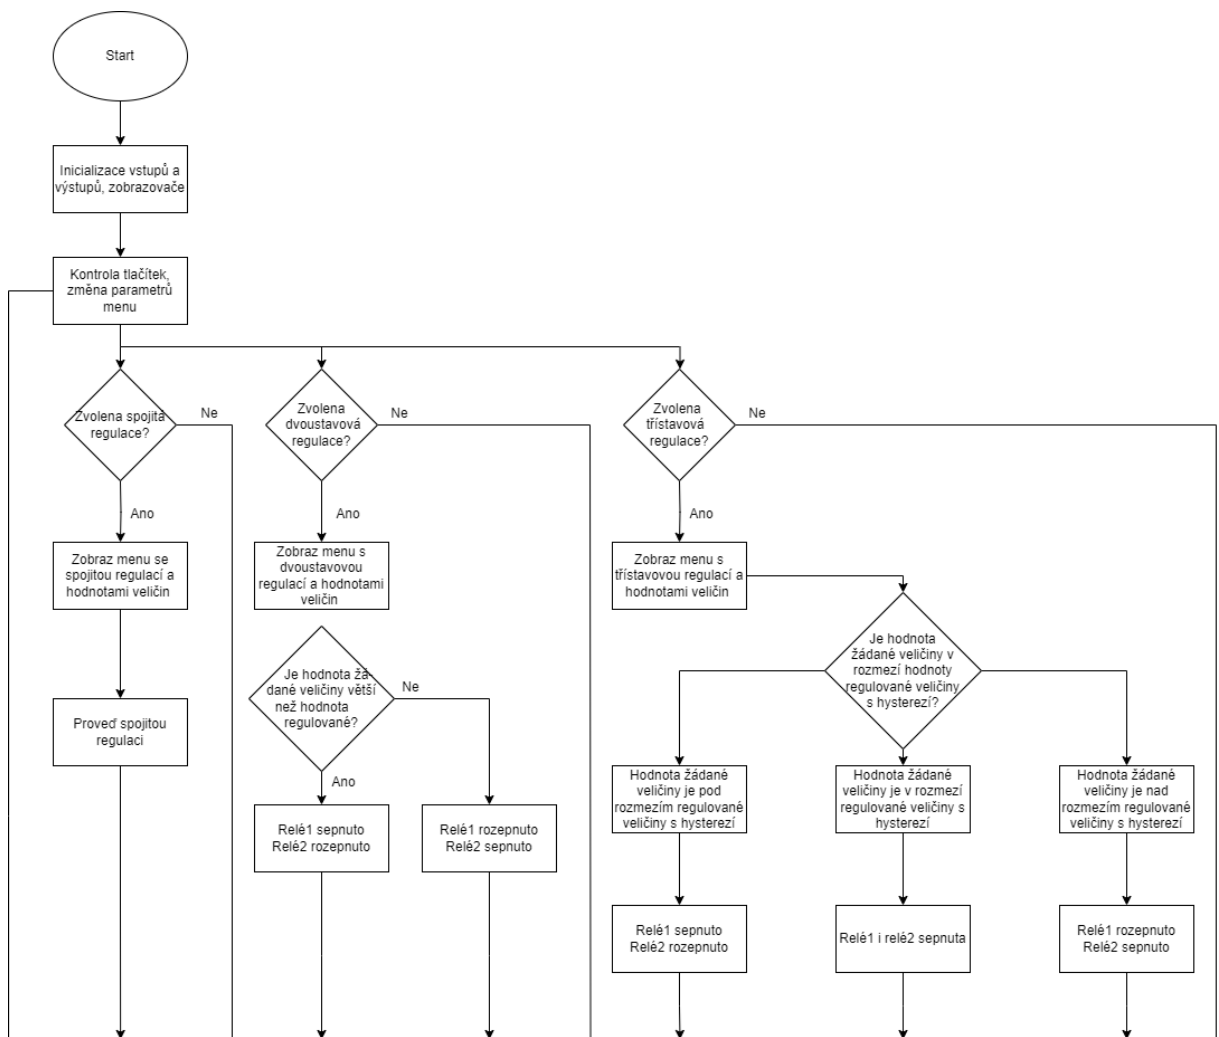 Start
Inicializace vstupů a
výstupů, zobrazovače
Kontrola tlačítek,
změna parametrů
menu
Zvolena spojitá
regulace?
Ne
Zvolena
dvoustavová
regulace?
Ne
Zvolena
třístavová
regulace?
Ne
Ano
Ano
Ano
Zobraz menu se
spojitou regulací a
hodnotami veličin
Zobraz menu s
dvoustavovou
regulací a hodnotami
veličin
Zobraz menu s
třístavovou regulací a
hodnotami veličin
Je hodnota
žádané veličiny v
rozmezí hodnoty
regulované veličiny
s hysterezí?
Je hodnota žá-
dané veličiny větší
než hodnota
regulované?
Ne
Ano
Proveď spojitou
regulaci
Hodnota žádané
veličiny je pod
rozmezím regulované
veličiny s hysterezí
Hodnota žádané
veličiny je v rozmezí
regulované veličiny s
hysterezí
Hodnota žádané
veličiny je nad
rozmezím regulované
veličiny s hysterezí
Relé1 sepnuto
Relé2 rozepnuto
Relé1 rozepnuto
Relé2 sepnuto
Relé1 sepnuto
Relé2 rozepnuto
Relé1 i relé2 sepnuta
Relé1 rozepnuto
Relé2 sepnuto